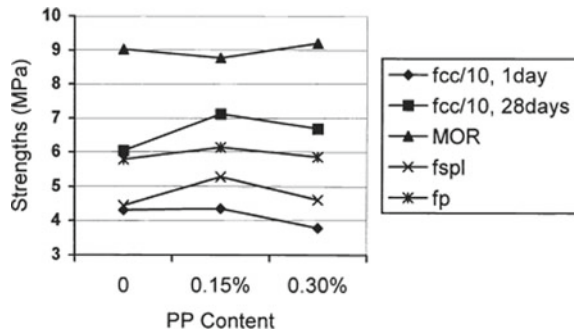 10
9
8
7
6
5
4
3
Strengths (MPa)
0
0.15%
0.30%
PP Content
fcc/10, 1day
fcc/10, 28days
MOR
fspl
fp